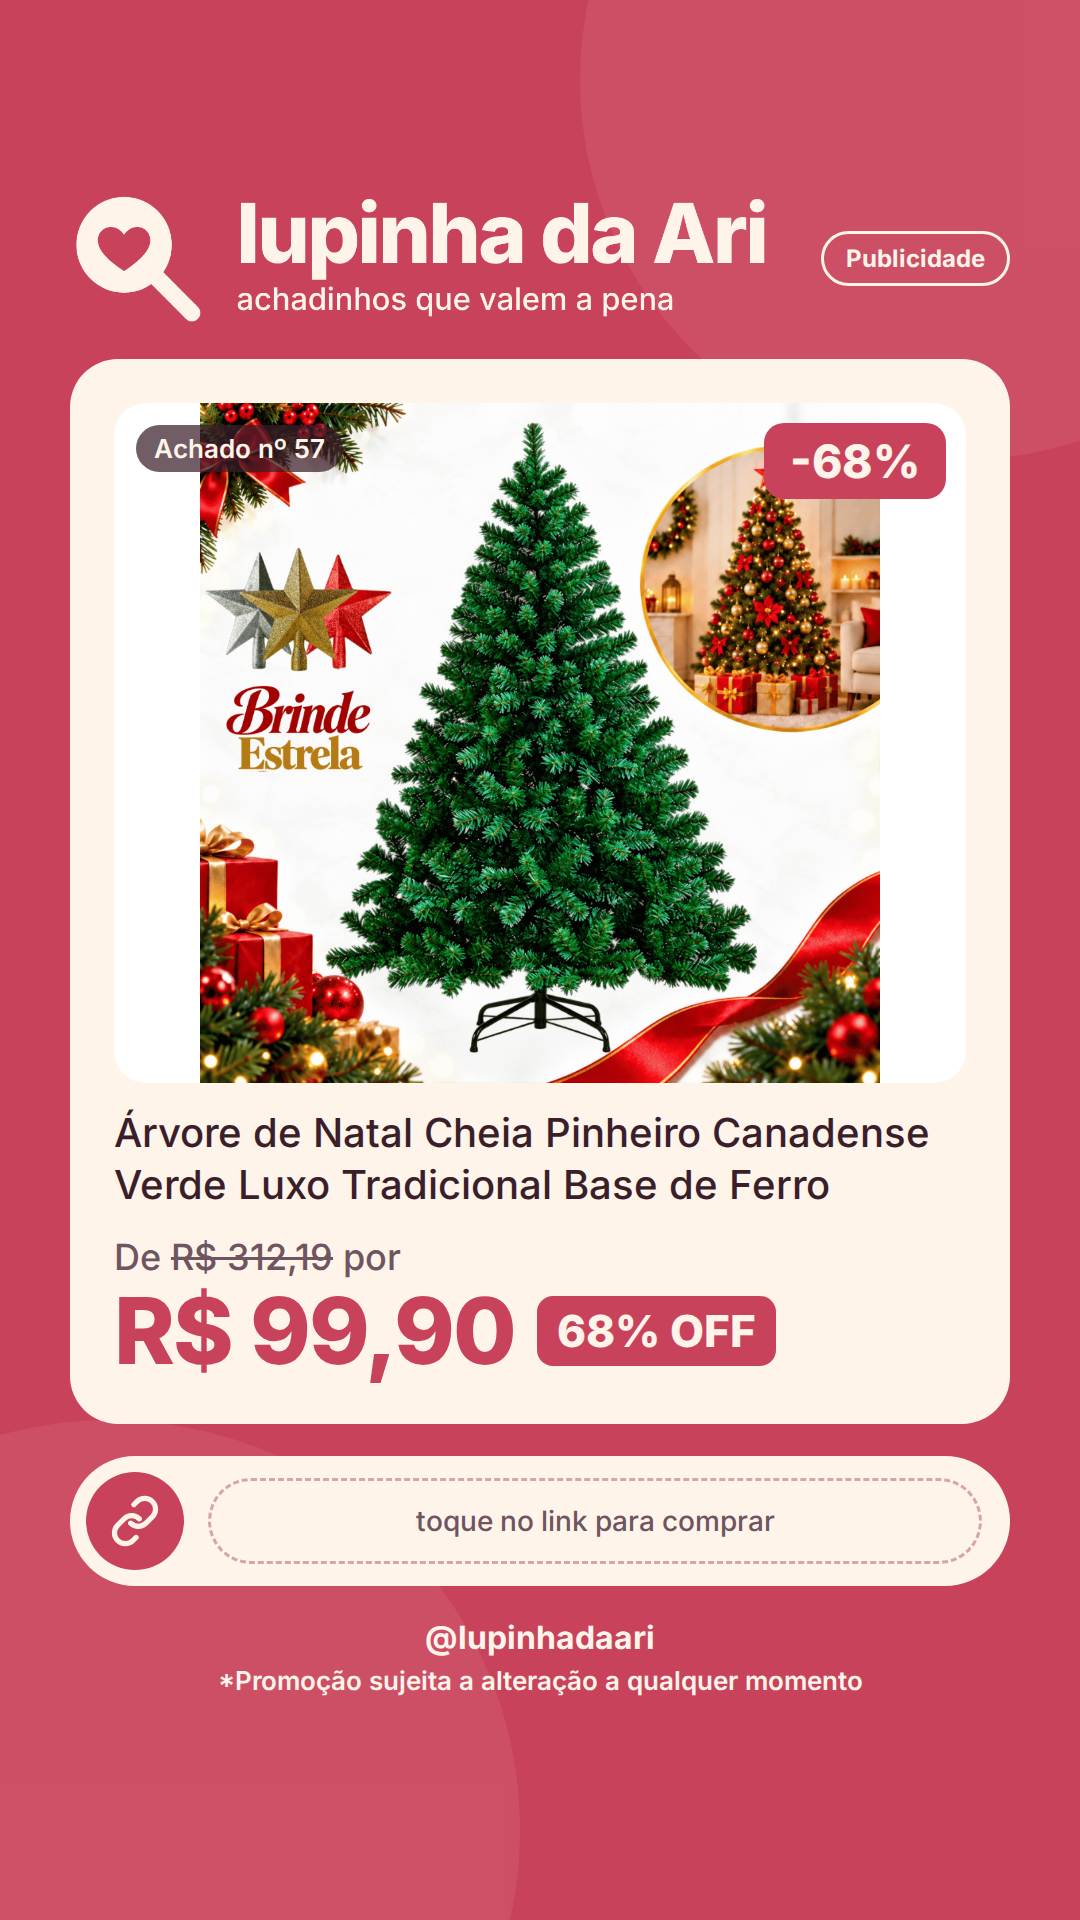 lupinha da Ari
achadinhos que valem a pena
Publicidade
Achado nº 57
-68%
Brinde
Estrela
Árvore de Natal Cheia Pinheiro Canadense
Verde Luxo Tradicional Base de Ferro
De R$ 312,19 por
R$ 99,90
68% OFF
toque no link para comprar
@lupinhadaari
*Promoção sujeita a alteração a qualquer momento